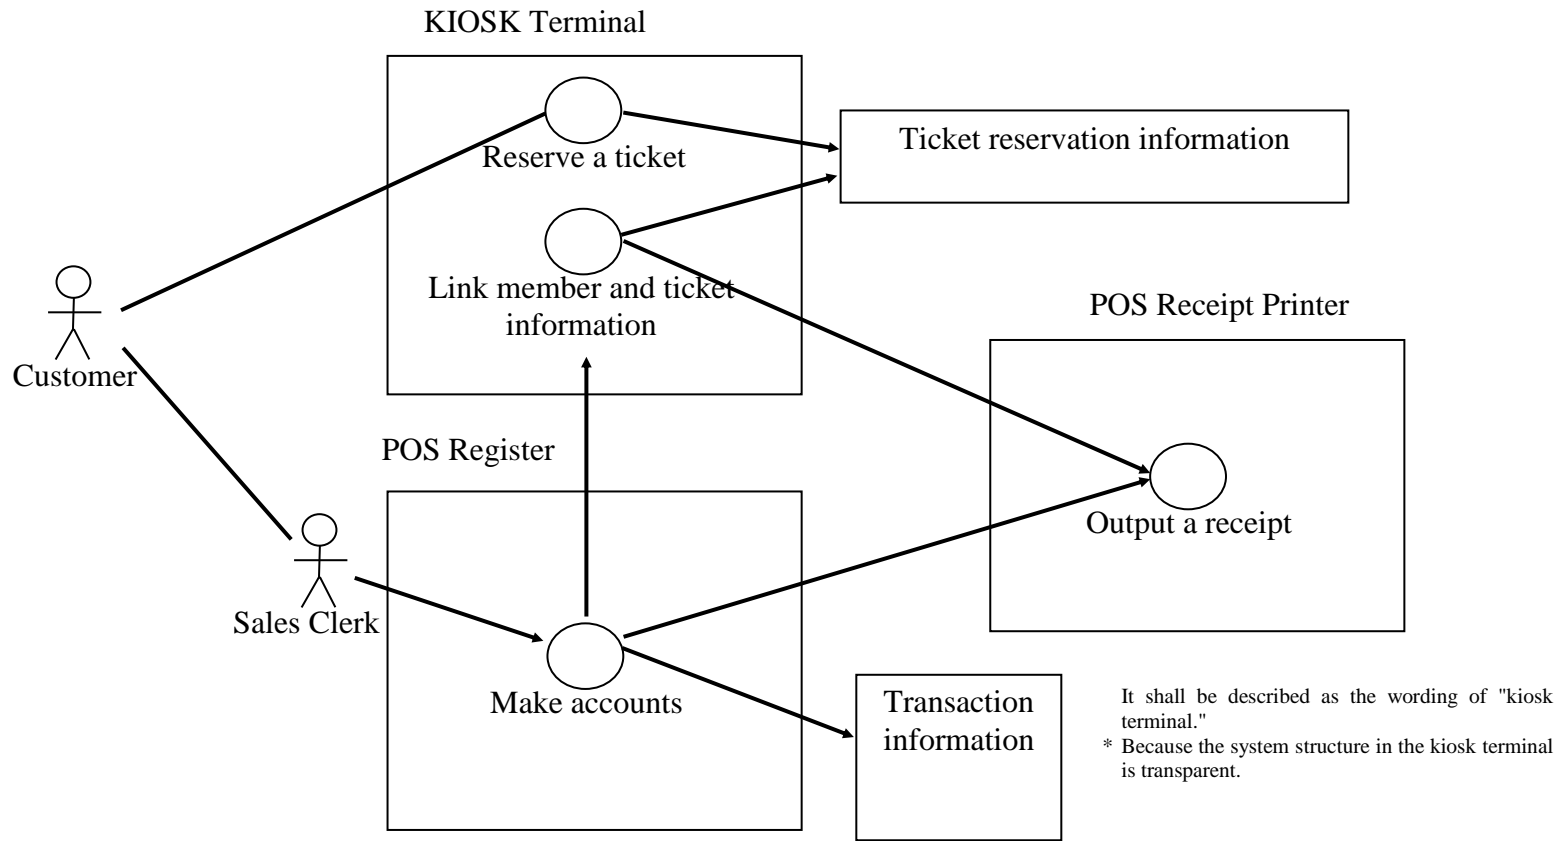 KIOSK Terminal
Reserve a ticket
Ticket reservation information
Link member and ticket
information
Customer
POS Receipt Printer
POS Register
Output a receipt
Sales Clerk
Make accounts
Transaction
information
It shall be described as the wording of "kiosk
terminal."
* Because the system structure in the kiosk terminal
is transparent.